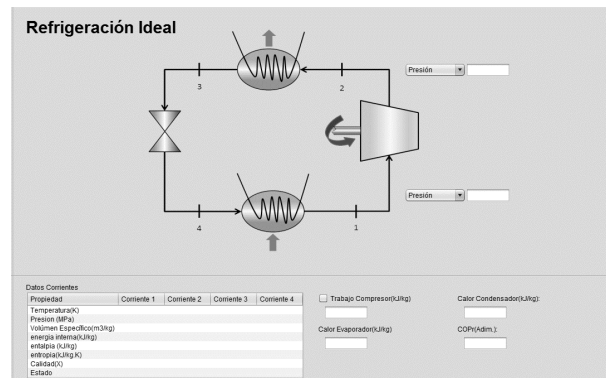 Refrigeración Ideal
3
2
Presión
Presión
4
1
Datos Corrientes
Propiedad Corriente 1 Corriente 2 Corriente 3 Corriente 4
Temperatura(K)
Presion (MPa)
Volúmen Específico(m3/kg)
energia interna(kJ/kg)
entalpia (kJ/kg)
entropia(kJ/kg.K)
Calidad(X)
Estado
Trabajo Compresor(kJ/kg)
Calor Condensador(kJ/kg):
Calor Evaporador(kJ/kg)
COPr(Adim.):